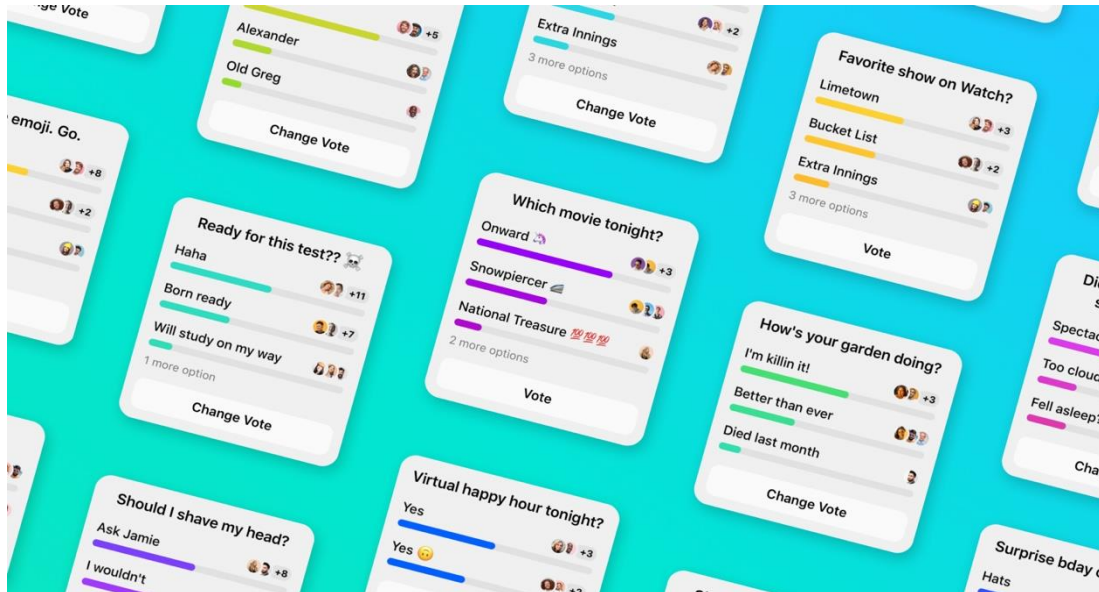 Vote
+5
Alexander
Old Greg
Change Vote
+2
Extra Innings
3 more options
Change Vote
Favorite show on Watch?
Limetown
+3
Bucket List
+2
Extra Innings
3 more options
Vote
emoji. Go.
+8
+2
Ready for this test?? ☠️
Haha
+11
Born ready
+7
Will study on my way
1 more option
Change Vote
Which movie tonight?
Onward 🦄
+3
Snowpiercer 🚄
National Treasure 💯💯💯
2 more options
Vote
How's your garden doing?
I'm killin it!
+3
Better than ever
Died last month
Change Vote
Too cloud
Fell asleep?
Should I shave my head?
Ask Jamie
+8
I wouldn't
Virtual happy hour tonight?
Yes
+3
Yes 🙃
Surprise bday
Hats